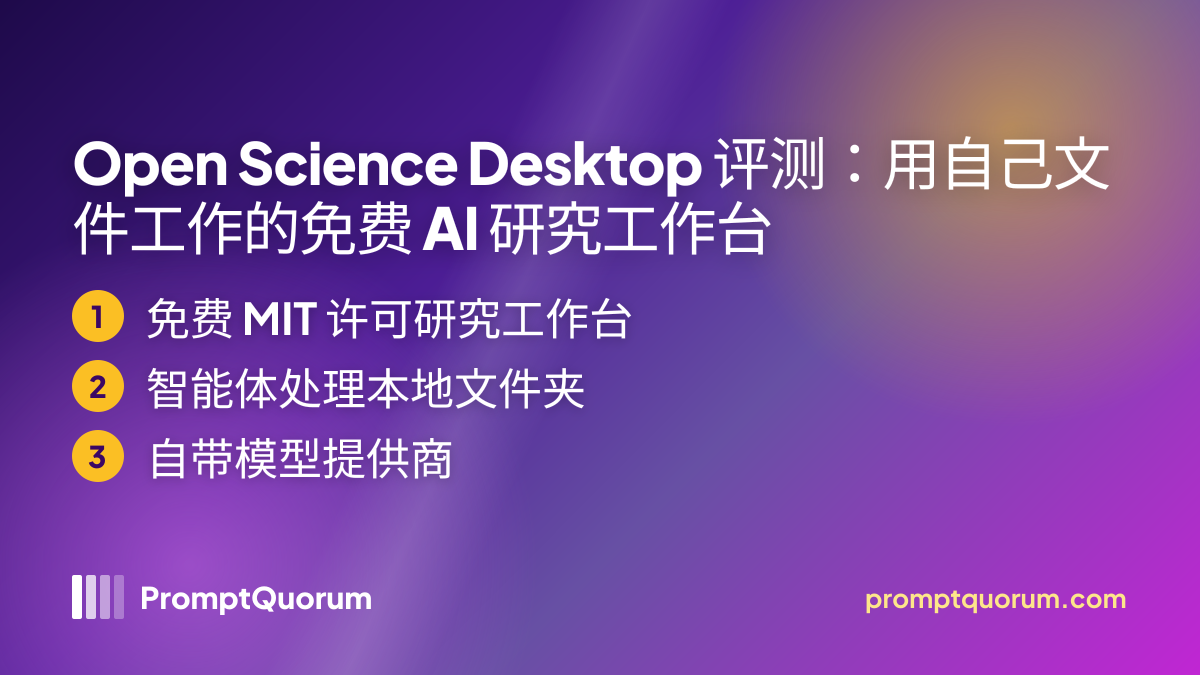 Open Science Desktop 评测：用自己文
件工作的免费 AI 研究工作台
1 免费 MIT 许可研究工作台
2 智能体处理本地文件夹
3 自带模型提供商
PromptQuorum
promptquorum.com